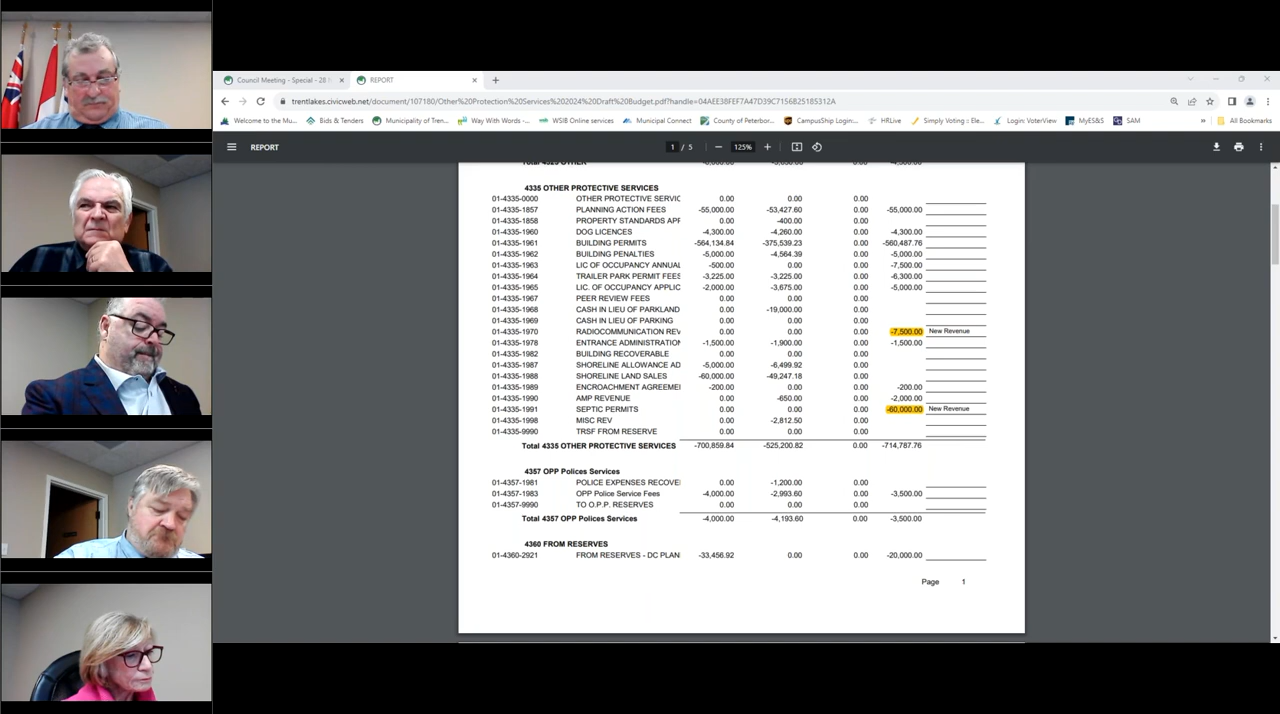 Council Meeting - Special - 28
REPORT
trentlakes.civicweb.net/document/107180/Other%20Protection%20Services%202024%20Draft%20Budget.pdf?handle=04AEE38FEF7A47D39C7156B25185312A
Welcome to the Mu... Bids & Tenders Municipality of Tren... Way With Words -... WSIB Online services Municipal Connect County of Peterbor... CampusShip Login:... HRLive Simply Voting :: Ele... Login: VoterView MyES&S SAM » All Bookmarks
REPORT 1 / 5 125%
4335 OTHER PROTECTIVE SERVICES
01-4335-0000 OTHER PROTECTIVE SERVIC 0.00 0.00 0.00
01-4335-1857 PLANNING ACTION FEES -55,000.00 -53,427.60 0.00 -55,000.00
01-4335-1858 PROPERTY STANDARDS APF 0.00 -400.00 0.00
01-4335-1960 DOG LICENCES -4,300.00 -4,260.00 0.00 -4,300.00
01-4335-1961 BUILDING PERMITS -564,134.84 -375,539.23 0.00 -560,487.76
01-4335-1962 BUILDING PENALTIES -5,000.00 -4,564.39 0.00 -5,000.00
01-4335-1963 LIC OF OCCUPANCY ANNUAL -500.00 0.00 0.00 -7,500.00
01-4335-1964 TRAILER PARK PERMIT FEES -3,225.00 -3,225.00 0.00 -6,300.00
01-4335-1965 LIC. OF OCCUPANCY APPLIC -2,000.00 -3,675.00 0.00 -5,000.00
01-4335-1967 PEER REVIEW FEES 0.00 0.00 0.00
01-4335-1968 CASH IN LIEU OF PARKLAND 0.00 -19,000.00 0.00
01-4335-1969 CASH IN LIEU OF PARKING 0.00 0.00 0.00
01-4335-1970 RADIOCOMMUNICATION REV 0.00 0.00 0.00 -7,500.00 New Revenue
01-4335-1978 ENTRANCE ADMINISTRATION -1,500.00 -1,900.00 0.00 -1,500.00
01-4335-1982 BUILDING RECOVERABLE 0.00 0.00 0.00
01-4335-1987 SHORELINE ALLOWANCE AD -5,000.00 -6,499.92 0.00
01-4335-1988 SHORELINE LAND SALES -60,000.00 -49,247.18 0.00
01-4335-1989 ENCROACHMENT AGREEMEI -200.00 0.00 0.00 -200.00
01-4335-1990 AMP REVENUE 0.00 -650.00 0.00 -2,000.00
01-4335-1991 SEPTIC PERMITS 0.00 0.00 0.00 -60,000.00 New Revenue
01-4335-1998 MISC REV 0.00 -2,812.50 0.00
01-4335-9990 TRSF FROM RESERVE 0.00 0.00 0.00
Total 4335 OTHER PROTECTIVE SERVICES -700,859.84 -525,200.82 0.00 -714,787.76
4357 OPP Polices Services
01-4357-1981 POLICE EXPENSES RECOVE 0.00 -1,200.00 0.00
01-4357-1983 OPP Police Service Fees -4,000.00 -2,993.60 0.00 -3,500.00
01-4357-9990 TO O.P.P. RESERVES 0.00 0.00 0.00
Total 4357 OPP Polices Services -4,000.00 -4,193.60 0.00 -3,500.00
4360 FROM RESERVES
01-4360-2921 FROM RESERVES - DC PLAN -33,456.92 0.00 0.00 -20,000.00
Page 1